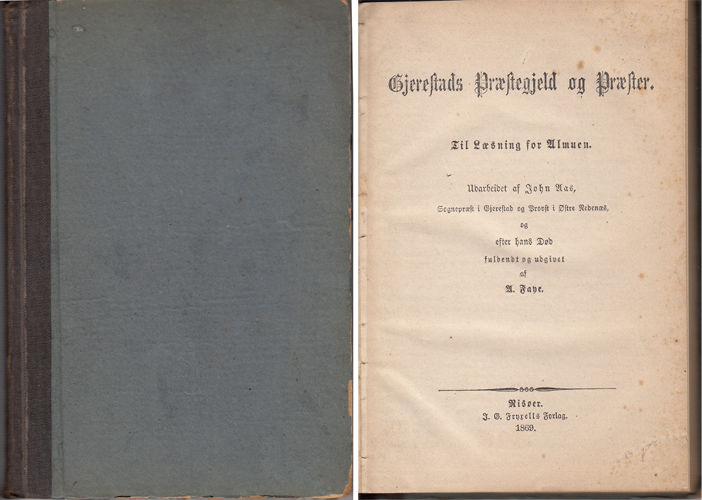 Gjerestads Præstegjeld og Præster.
Til Læsning for Almuen.
Udarbeidet af John Aas,
Sognepræst i Gjerestad og Provst i Østre Nedenæs,
og
efter hans Død
fuldendt og udgivet
af
A. Faye.
Risøer.
J. G. Fryxells Forlag.
1869.